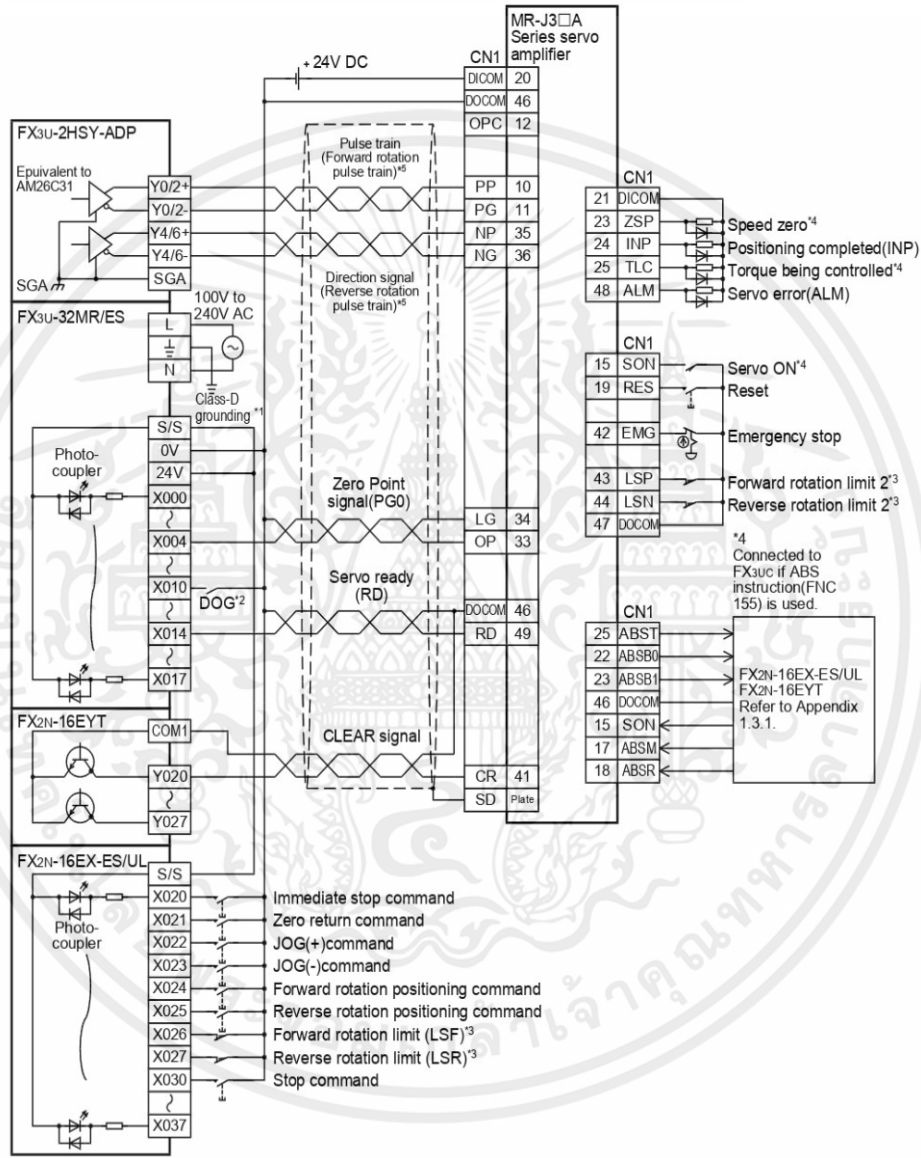 MR-J3□A
Series servo
amplifier
+ 24V DC
CN1
DICOM 20
DOCOM 46
OPC 12
PP 10
PG 11
NP 35
NG 36
LG 34
OP 33
DOCOM 46
RD 49
CR 41
SD Plate
FX3U-2HSY-ADP
Epuivalent to
AM26C31
Y0/2+
Y0/2-
Y4/6+
Y4/6-
SGA
SGA
Pulse train
(Forward rotation
pulse train)*5
Direction signal
(Reverse rotation
pulse train)*5
FX3U-32MR/ES
100V to
240V AC
L
N
Class-D
grounding *1
S/S
0V
24V
Photo-
coupler
X000
X004
X010
DOG*2
X014
X017
Zero Point
signal(PG0)
Servo ready
(RD)
CLEAR signal
FX2N-16EYT
COM1
Y020
Y027
FX2N-16EX-ES/UL
S/S
Photo-
coupler
X020 Immediate stop command
X021 Zero return command
X022 JOG(+)command
X023 JOG(-)command
X024 Forward rotation positioning command
X025 Reverse rotation positioning command
X026 Forward rotation limit (LSF)*3
X027 Reverse rotation limit (LSR)*3
X030 Stop command
X037
CN1
21 DICOM
23 ZSP Speed zero*4
24 INP Positioning completed(INP)
25 TLC Torque being controlled*4
48 ALM Servo error(ALM)
CN1
15 SON Servo ON*4
19 RES Reset
42 EMG Emergency stop
43 LSP Forward rotation limit 2*3
44 LSN Reverse rotation limit 2*3
47 DOCOM
*4
Connected to
FX3UC if ABS
instruction(FNC
155) is used.
CN1
25 ABST
22 ABSB0
23 ABSB1
46 DOCOM
15 SON
17 ABSM
18 ABSR
FX2N-16EX-ES/UL
FX2N-16EYT
Refer to Appendix
1.3.1.